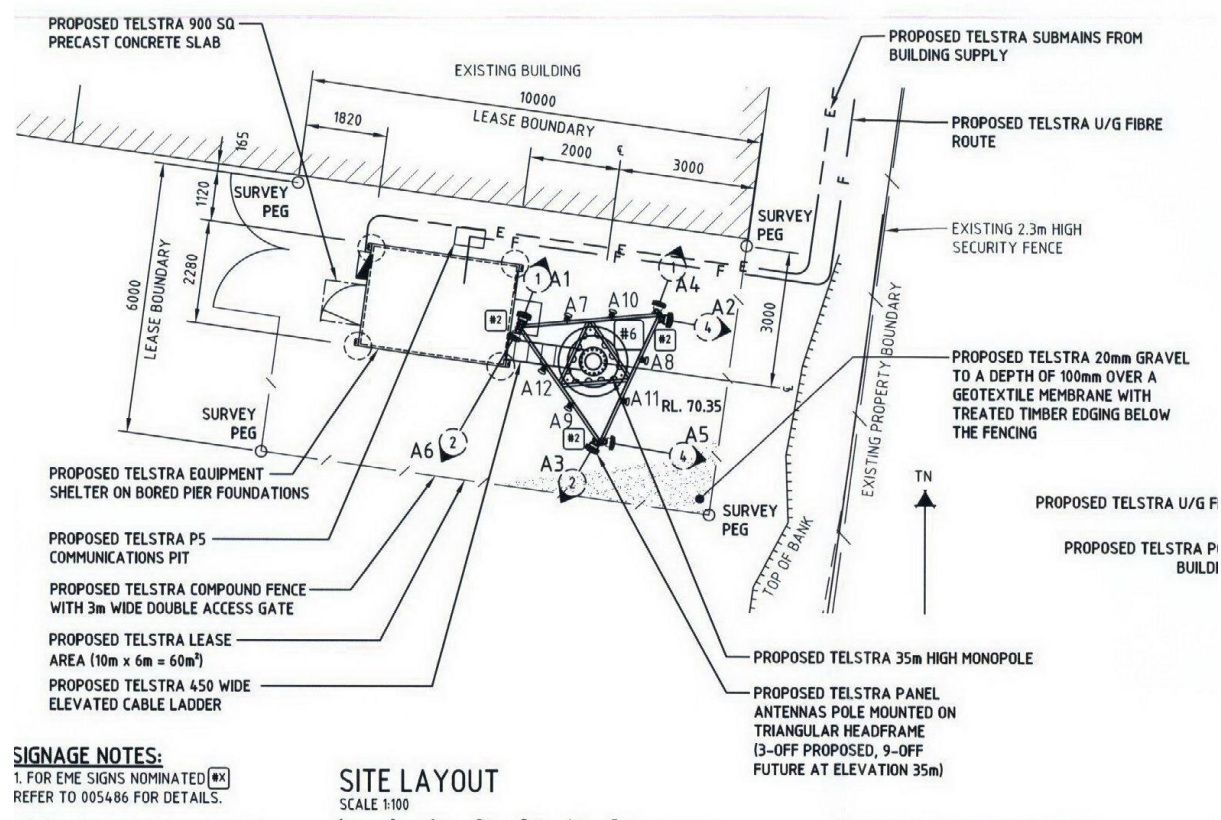 PROPOSED TELSTRA 900 SQ
PRECAST CONCRETE SLAB
EXISTING BUILDING
10000
LEASE BOUNDARY
1820
2000
℄
3000
165
1120
2280
6000
LEASE BOUNDARY
SURVEY
PEG
SURVEY
PEG
SURVEY
PEG
SURVEY
PEG
E
F
E
F
F
E
E
F
1
A1
1
A4
A7
A10
A2
4
#2
#6
#2
A8
A12
A11
RL. 70.35
A9
#2
A5
4
A6
2
A3
2
3000
℄
PROPOSED TELSTRA SUBMAINS FROM
BUILDING SUPPLY
PROPOSED TELSTRA U/G FIBRE
ROUTE
EXISTING 2.3m HIGH
SECURITY FENCE
PROPOSED TELSTRA 20mm GRAVEL
TO A DEPTH OF 100mm OVER A
GEOTEXTILE MEMBRANE WITH
TREATED TIMBER EDGING BELOW
THE FENCING
EXISTING PROPERTY BOUNDARY
TOP OF BANK
TN
PROPOSED TELSTRA U/G F
PROPOSED TELSTRA P
BUILD
PROPOSED TELSTRA EQUIPMENT
SHELTER ON BORED PIER FOUNDATIONS
PROPOSED TELSTRA P5
COMMUNICATIONS PIT
PROPOSED TELSTRA COMPOUND FENCE
WITH 3m WIDE DOUBLE ACCESS GATE
PROPOSED TELSTRA LEASE
AREA (10m x 6m = 60m²)
PROPOSED TELSTRA 450 WIDE
ELEVATED CABLE LADDER
PROPOSED TELSTRA 35m HIGH MONOPOLE
PROPOSED TELSTRA PANEL
ANTENNAS POLE MOUNTED ON
TRIANGULAR HEADFRAME
(3-OFF PROPOSED, 9-OFF
FUTURE AT ELEVATION 35m)
SIGNAGE NOTES:
1. FOR EME SIGNS NOMINATED #X
REFER TO 005486 FOR DETAILS.
SITE LAYOUT
SCALE 1:100